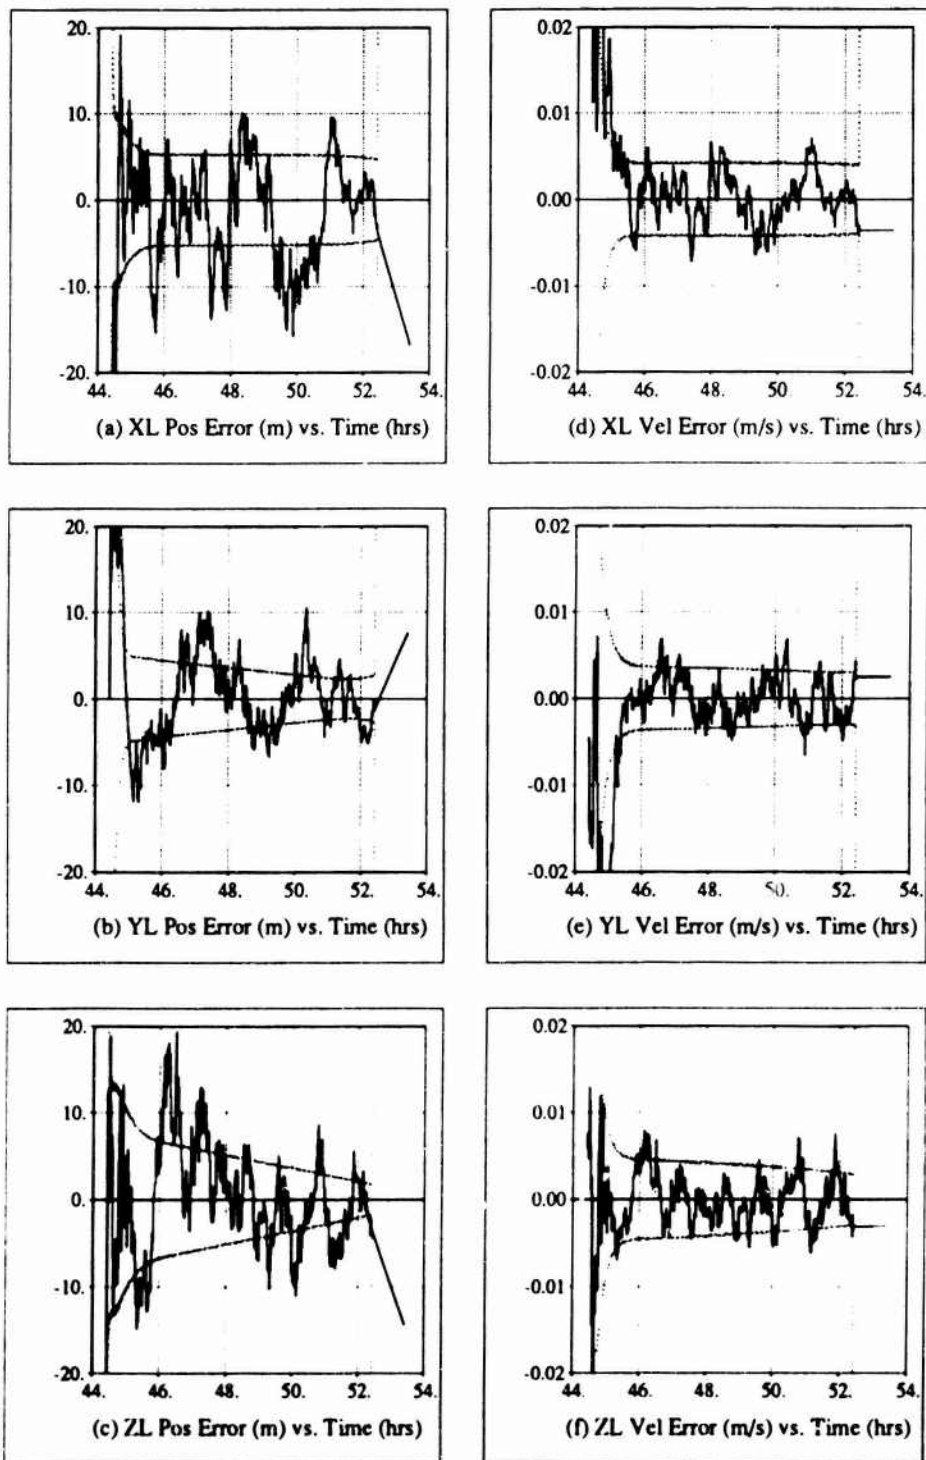 20.
10.
0.
-10.
-20.
44. 46. 48. 50. 52. 54.
(a) XL Pos Error (m) vs. Time (hrs)
0.02
0.01
0.00
-0.01
-0.02
44. 46. 48. 50. 52. 54.
(d) XL Vel Error (m/s) vs. Time (hrs)
20.
10.
0.
-10.
-20.
44. 46. 48. 50. 52. 54.
(b) YL Pos Error (m) vs. Time (hrs)
0.02
0.01
0.00
-0.01
-0.02
44. 46. 48. 50. 52. 54.
(e) YL Vel Error (m/s) vs. Time (hrs)
20.
10.
0.
-10.
-20.
44. 46. 48. 50. 52. 54.
(c) ZL Pos Error (m) vs. Time (hrs)
0.02
0.01
0.00
-0.01
-0.02
44. 46. 48. 50. 52. 54.
(f) ZL Vel Error (m/s) vs. Time (hrs)